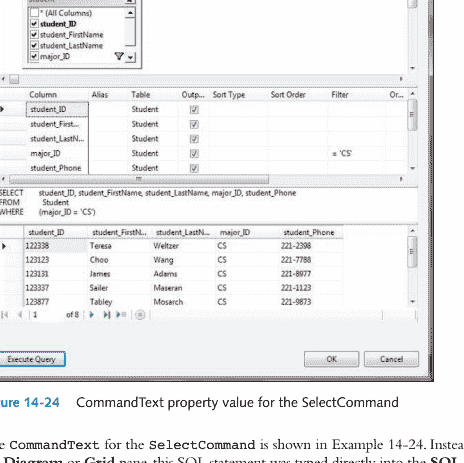 * (All Columns)
student_ID
student_FirstName
student_LastName
major_ID
Column Alias Table Outp... Sort Type Sort Order Filter Or...
student_ID Student
student_First... Student
student_LastN... Student
major_ID Student = 'CS'
student_Phone Student
SELECT student_ID, student_FirstName, student_LastName, major_ID, student_Phone
FROM Student
WHERE (major_ID = 'CS')
student_ID student_FirstN... student_LastN... major_ID student_Phone
122338 Teresa Weltzer CS 221-2398
123123 Choo Wang CS 221-7788
123131 James Adams CS 221-8977
123337 Sailer Maseran CS 221-1123
123877 Tabley Mosarch CS 221-9873
1 of 8
Execute Query OK Cancel
ure 14-24 CommandText property value for the SelectCommand
e CommandText for the SelectCommand is shown in Example 14-24. Instea
Diagram or Grid pane, this SQL statement was typed directly into the SQL